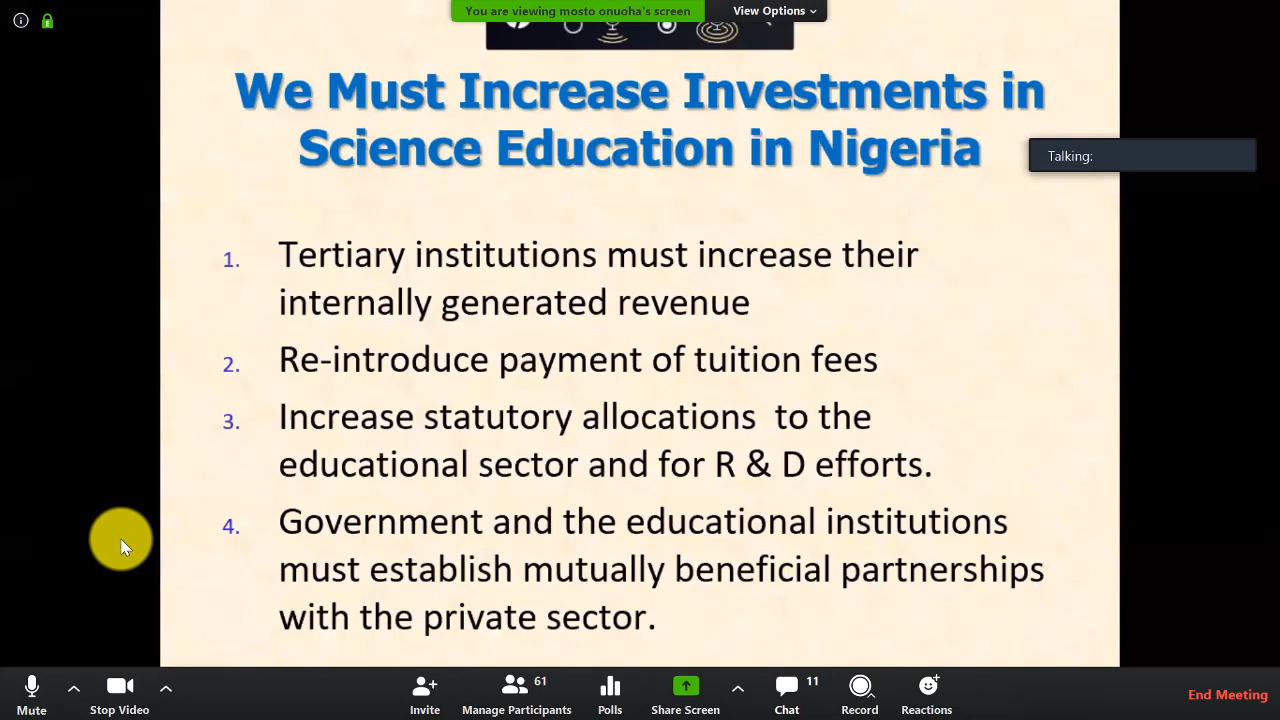 You are viewing mosto onuoha's screen
View Options
We Must Increase Investments in
Science Education in Nigeria
Talking:
1. Tertiary institutions must increase their
internally generated revenue
2. Re-introduce payment of tuition fees
3. Increase statutory allocations to the
educational sector and for R & D efforts.
4. Government and the educational institutions
must establish mutually beneficial partnerships
with the private sector.
Mute
Stop Video
Invite
Manage Participants 61
Polls
Share Screen
Chat 11
Record
Reactions
End Meeting